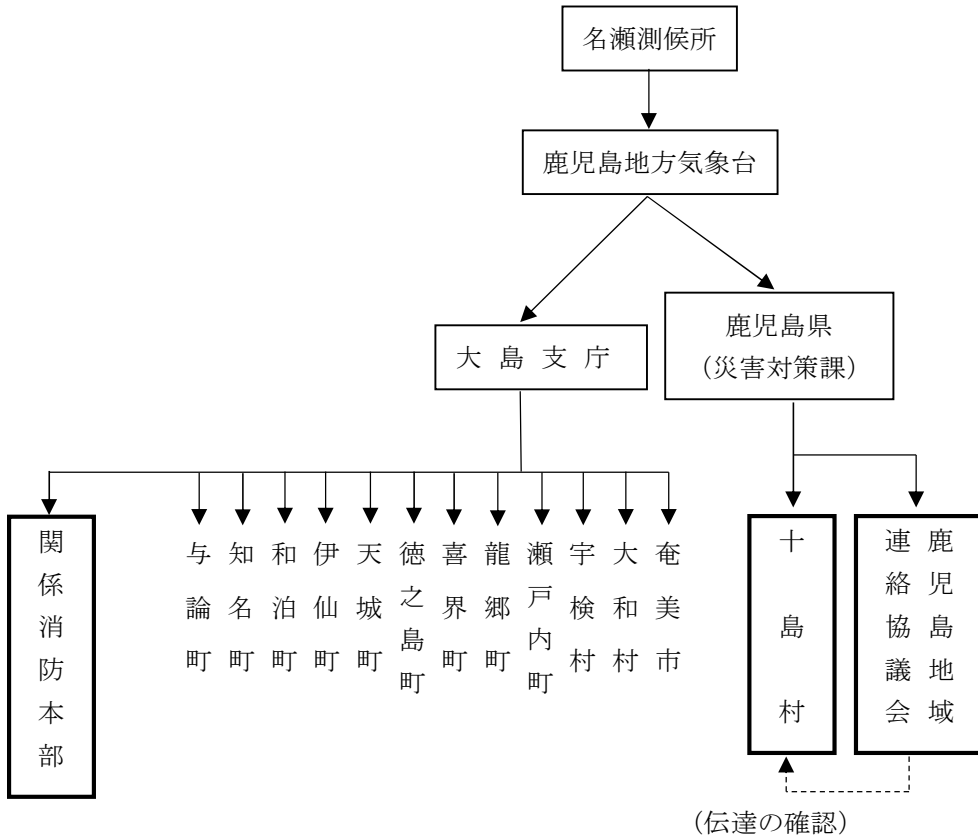 名瀬測候所
鹿児島地方気象台
大島支庁
鹿児島県
（災害対策課）
関係消防本部
与論町
知名町
和泊町
伊仙町
天城町
徳之島町
喜界町
龍郷町
瀬戸内町
宇検村
大和村
奄美市
十島村
鹿児島地域
連絡協議会
（伝達の確認）